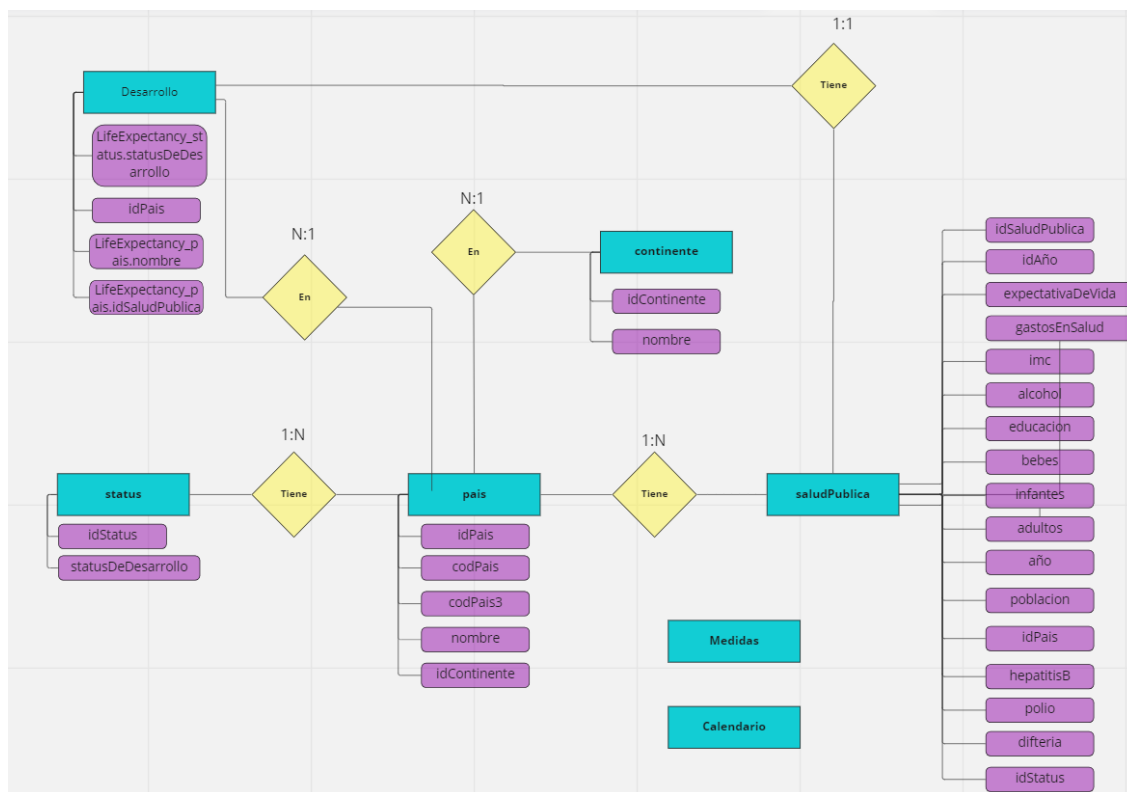 1:1
Tiene
Desarrollo
LifeExpectancy_st
atus.statusDeDes
arrollo
idPais
LifeExpectancy_p
ais.nombre
LifeExpectancy_p
ais.idSaludPublica
N:1
En
N:1
En
continente
idContinente
nombre
1:N
Tiene
status
idStatus
statusDeDesarrollo
pais
idPais
codPais
codPais3
nombre
idContinente
1:N
Tiene
saludPublica
idSaludPublica
idAño
expectativaDeVida
gastosEnSalud
imc
alcohol
educacion
bebes
infantes
adultos
año
poblacion
idPais
hepatitisB
polio
difteria
idStatus
Medidas
Calendario